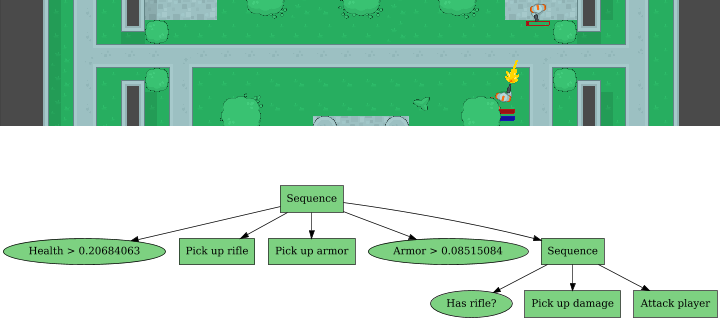 Sequence
Health > 0.20684063
Pick up rifle
Pick up armor
Armor > 0.08515084
Sequence
Has rifle?
Pick up damage
Attack player